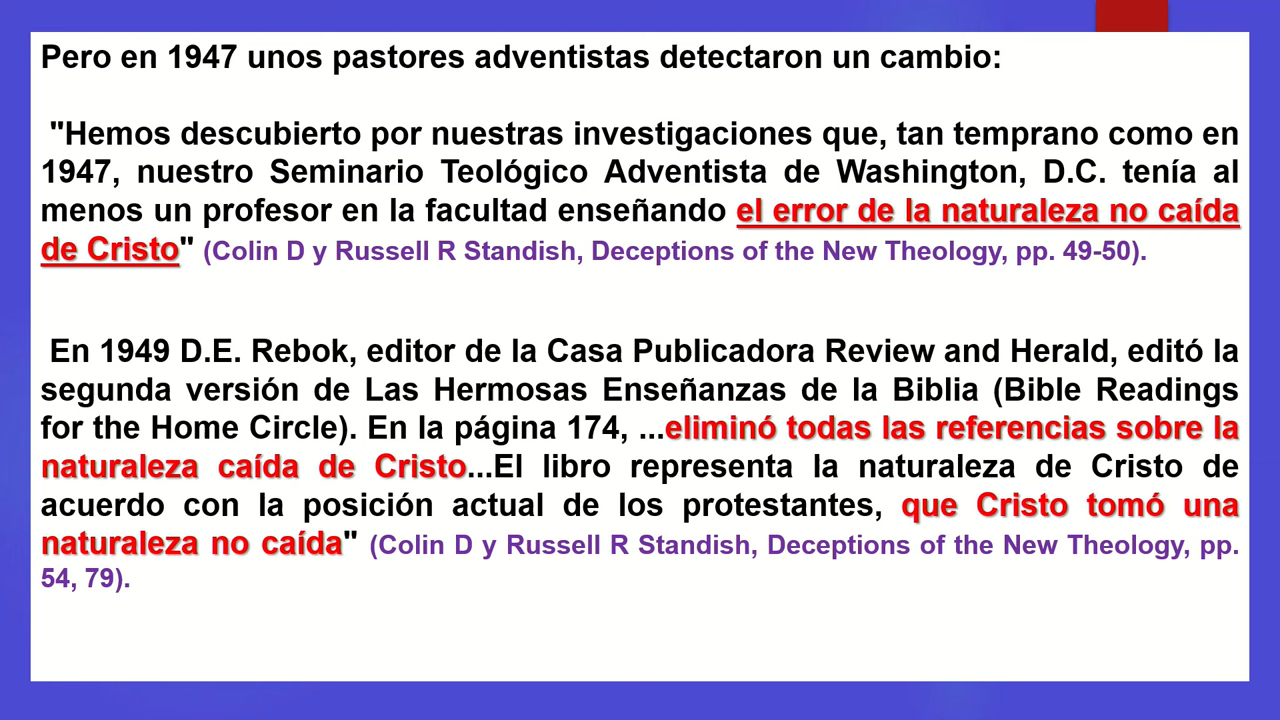 Pero en 1947 unos pastores adventistas detectaron un cambio:
"Hemos descubierto por nuestras investigaciones que, tan temprano como en
1947, nuestro Seminario Teológico Adventista de Washington, D.C. tenía al
menos un profesor en la facultad enseñando el error de la naturaleza no caída
de Cristo" (Colin D y Russell R Standish, Deceptions of the New Theology, pp. 49-50).
En 1949 D.E. Rebok, editor de la Casa Publicadora Review and Herald, editó la
segunda versión de Las Hermosas Enseñanzas de la Biblia (Bible Readings
for the Home Circle). En la página 174, ...eliminó todas las referencias sobre la
naturaleza caída de Cristo...El libro representa la naturaleza de Cristo de
acuerdo con la posición actual de los protestantes, que Cristo tomó una
naturaleza no caída" (Colin D y Russell R Standish, Deceptions of the New Theology, pp.
54, 79).